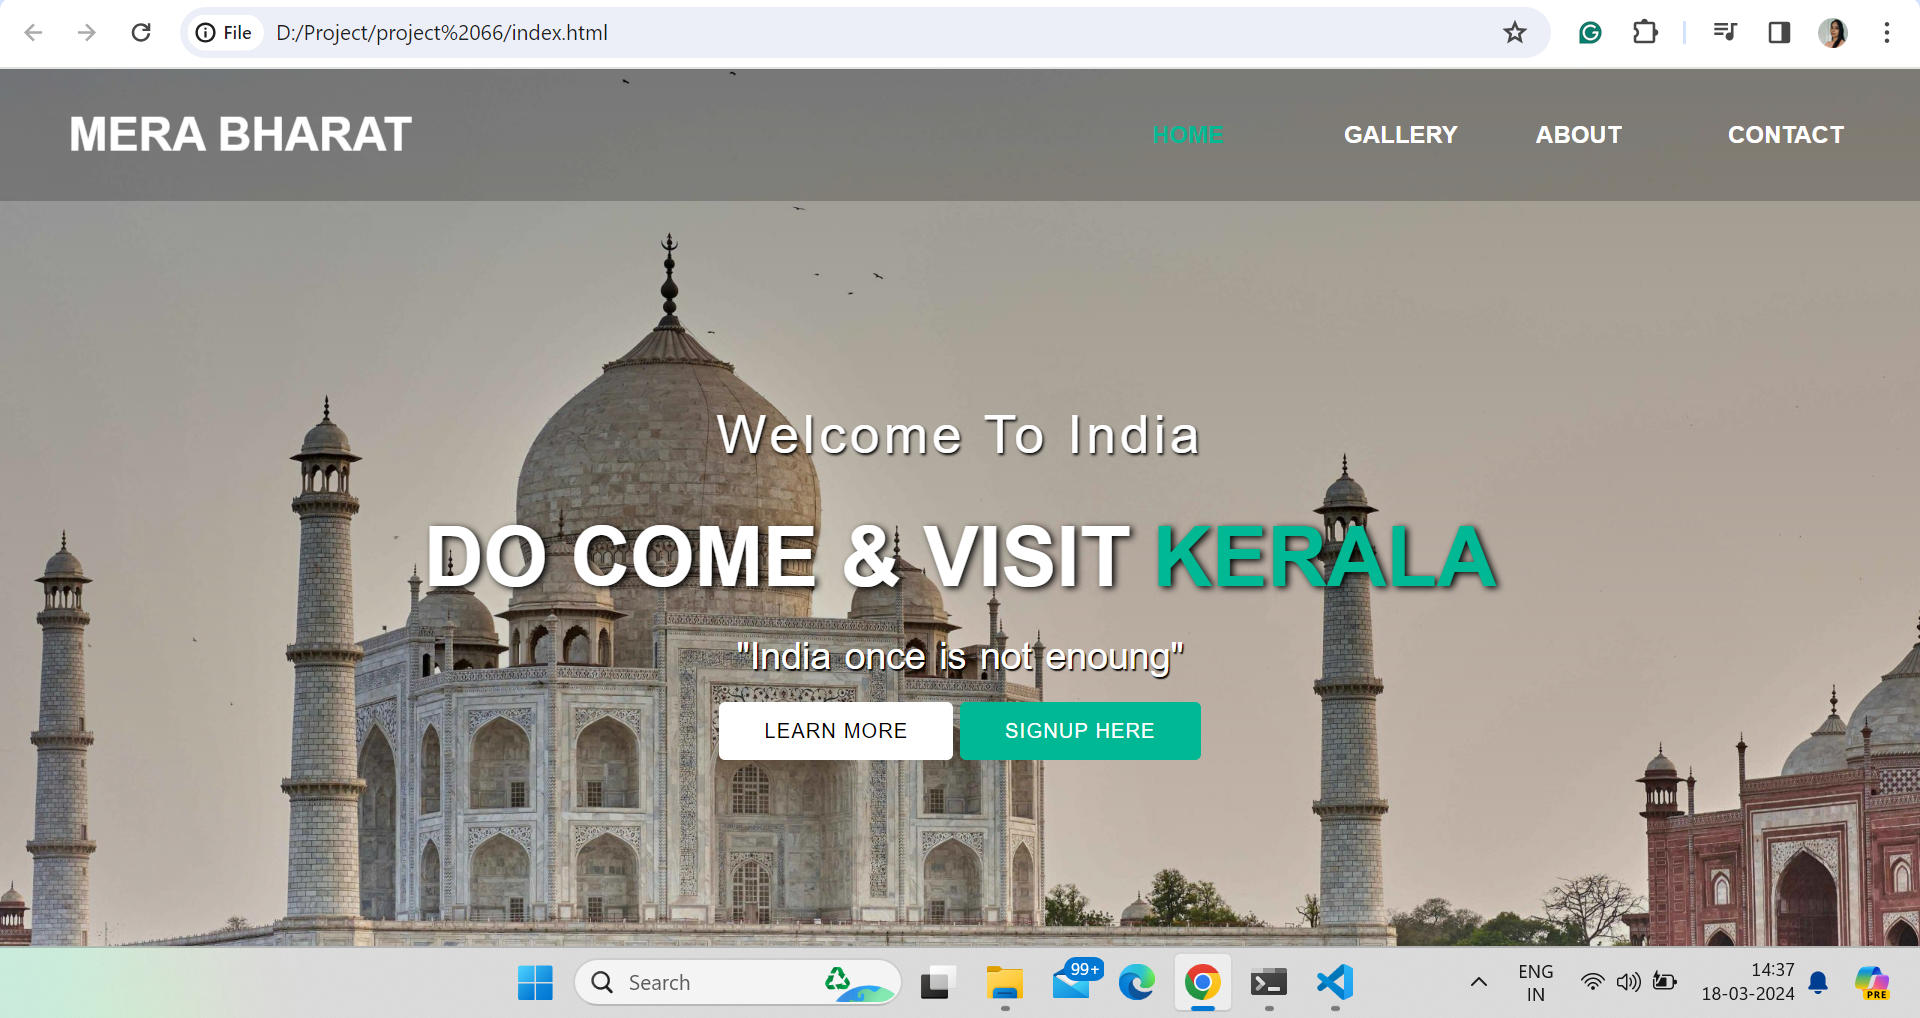 File
D:/Project/project%2066/index.html
MERA BHARAT
HOME
GALLERY
ABOUT
CONTACT
Welcome To India
DO COME & VISIT KERALA
"India once is not enoung"
LEARN MORE
SIGNUP HERE
Search
99+
ENG
IN
14:37
18-03-2024
PRE